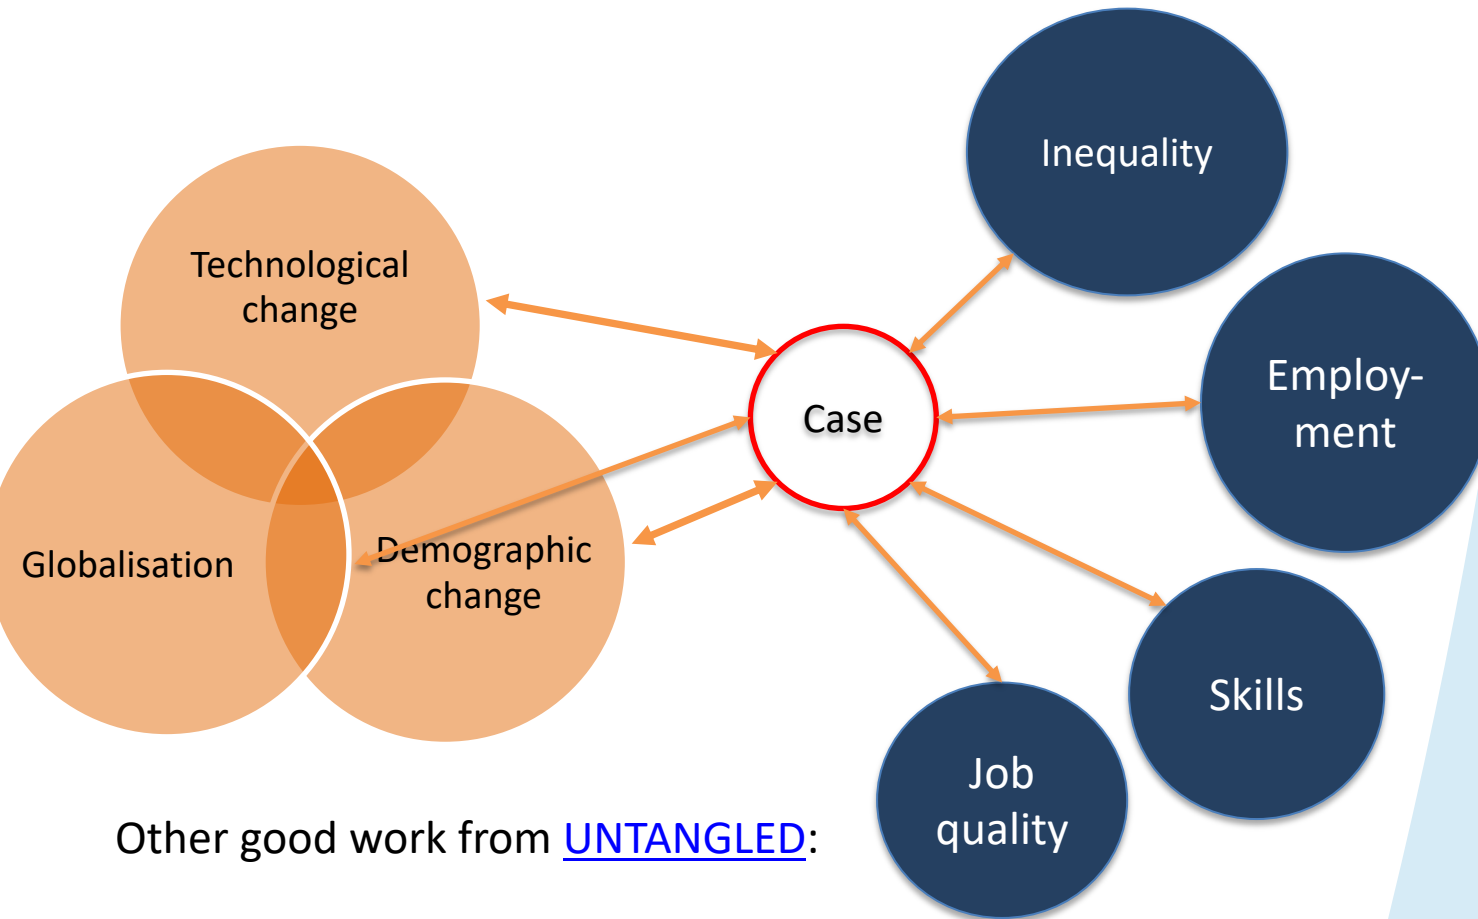 Technological
change
Globalisation
Demographic
change
Case
Inequality
Employ-
ment
Skills
Job
quality
Other good work from UNTANGLED: